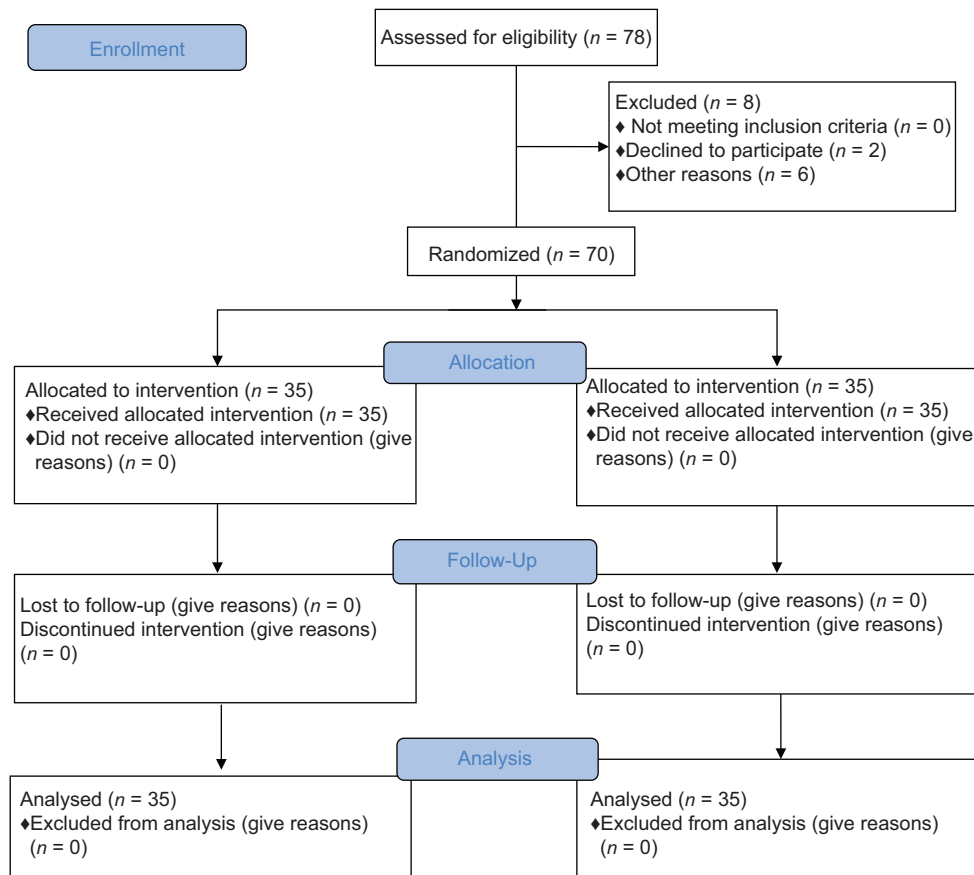 Enrollment
Assessed for eligibility (n = 78)
Excluded (n = 8)
♦ Not meeting inclusion criteria (n = 0)
♦Declined to participate (n = 2)
♦Other reasons (n = 6)
Randomized (n = 70)
Allocation
Allocated to intervention (n = 35)
♦Received allocated intervention (n = 35)
♦Did not receive allocated intervention (give
reasons) (n = 0)
Allocated to intervention (n = 35)
♦Received allocated intervention (n = 35)
♦Did not receive allocated intervention (give
reasons) (n = 0)
Follow-Up
Lost to follow-up (give reasons) (n = 0)
Discontinued intervention (give reasons)
(n = 0)
Lost to follow-up (give reasons) (n = 0)
Discontinued intervention (give reasons)
(n = 0)
Analysis
Analysed (n = 35)
♦Excluded from analysis (give reasons)
(n = 0)
Analysed (n = 35)
♦Excluded from analysis (give reasons)
(n = 0)